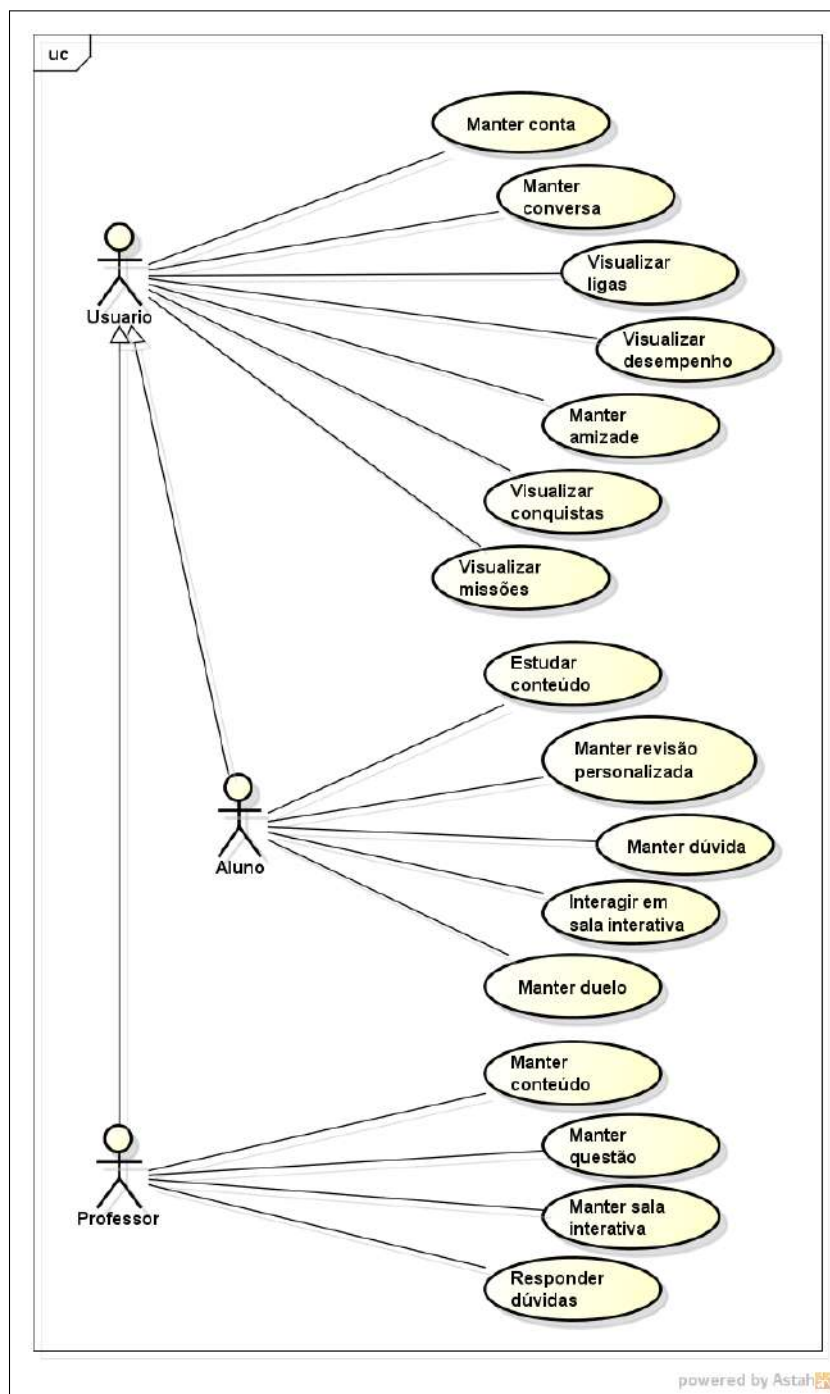 uc
Manter conta
Manter
conversa
Visualizar
ligas
Usuario
Visualizar
desempenho
Manter
amizade
Visualizar
conquistas
Visualizar
missões
Estudar
conteúdo
Manter revisão
personalizada
Manter dúvida
Aluno
Interagir em
sala interativa
Manter duelo
Manter
conteúdo
Manter
questão
Professor
Manter sala
interativa
Responder
dúvidas
powered by Astah